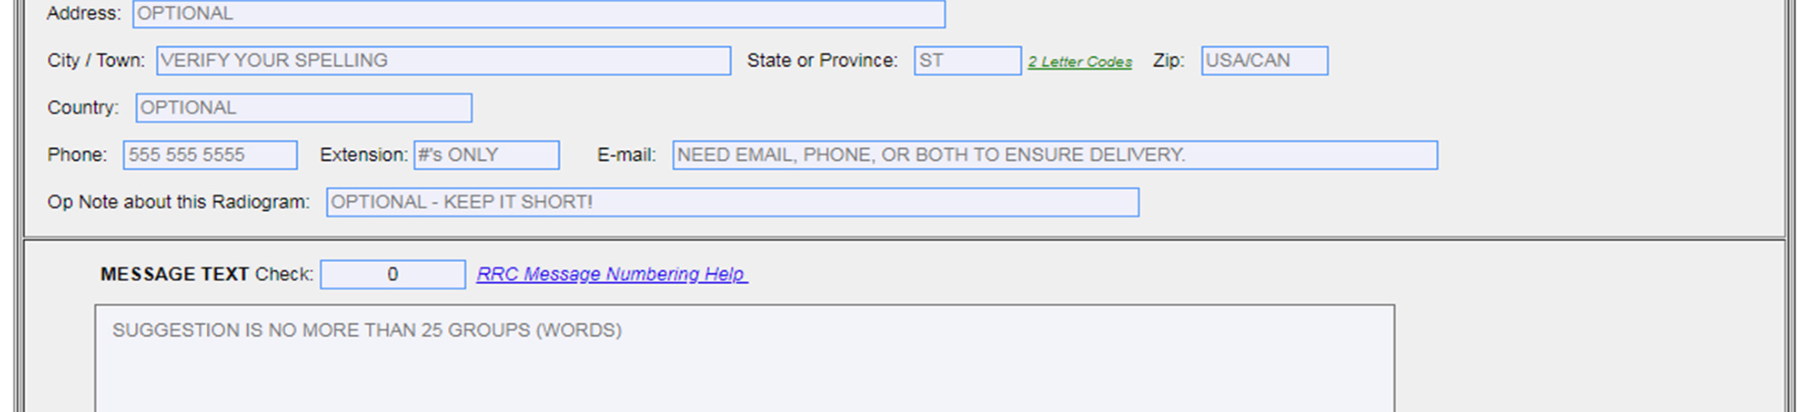 Address: OPTIONAL
City / Town: VERIFY YOUR SPELLING State or Province: ST 2 Letter Codes Zip: USA/CAN
Country: OPTIONAL
Phone: 555 555 5555 Extension: #'s ONLY E-mail: NEED EMAIL, PHONE, OR BOTH TO ENSURE DELIVERY.
Op Note about this Radiogram: OPTIONAL - KEEP IT SHORT!
MESSAGE TEXT Check: 0 RRC Message Numbering Help
SUGGESTION IS NO MORE THAN 25 GROUPS (WORDS)